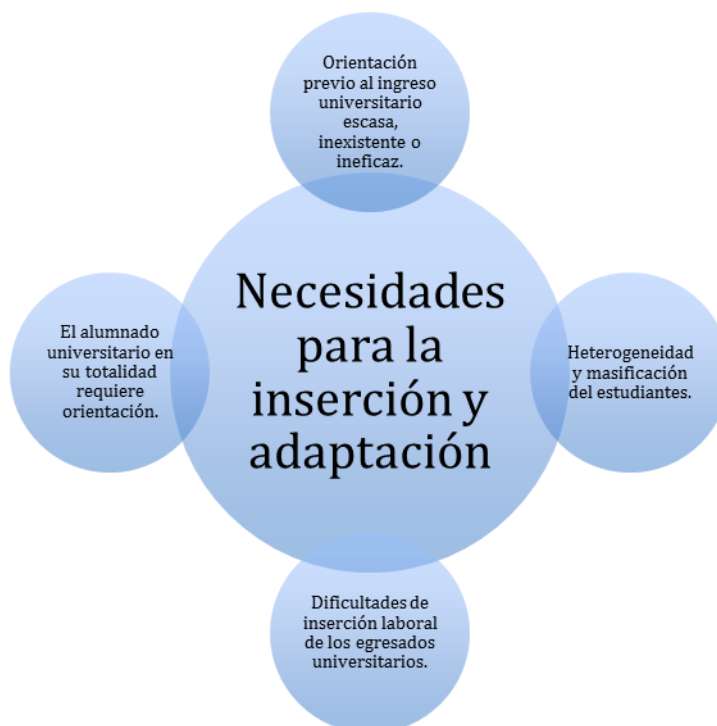 Orientación
previo al ingreso
universitario
escasa,
inexistente o
ineficaz.
Necesidades
para la
inserción y
adaptación
El alumnado
universitario en
su totalidad
requiere
orientación.
Heterogeneidad
y masificación
del estudiantes.
Dificultades de
inserción laboral
de los egresados
universitarios.